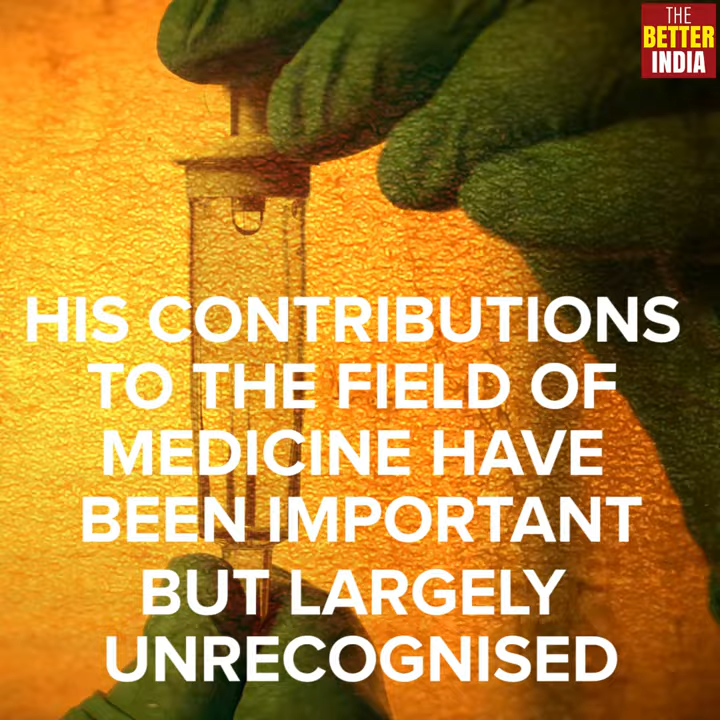 THE
BETTER
INDIA
HIS CONTRIBUTIONS
TO THE FIELD OF
MEDICINE HAVE
BEEN IMPORTANT
BUT LARGELY
UNRECOGNISED